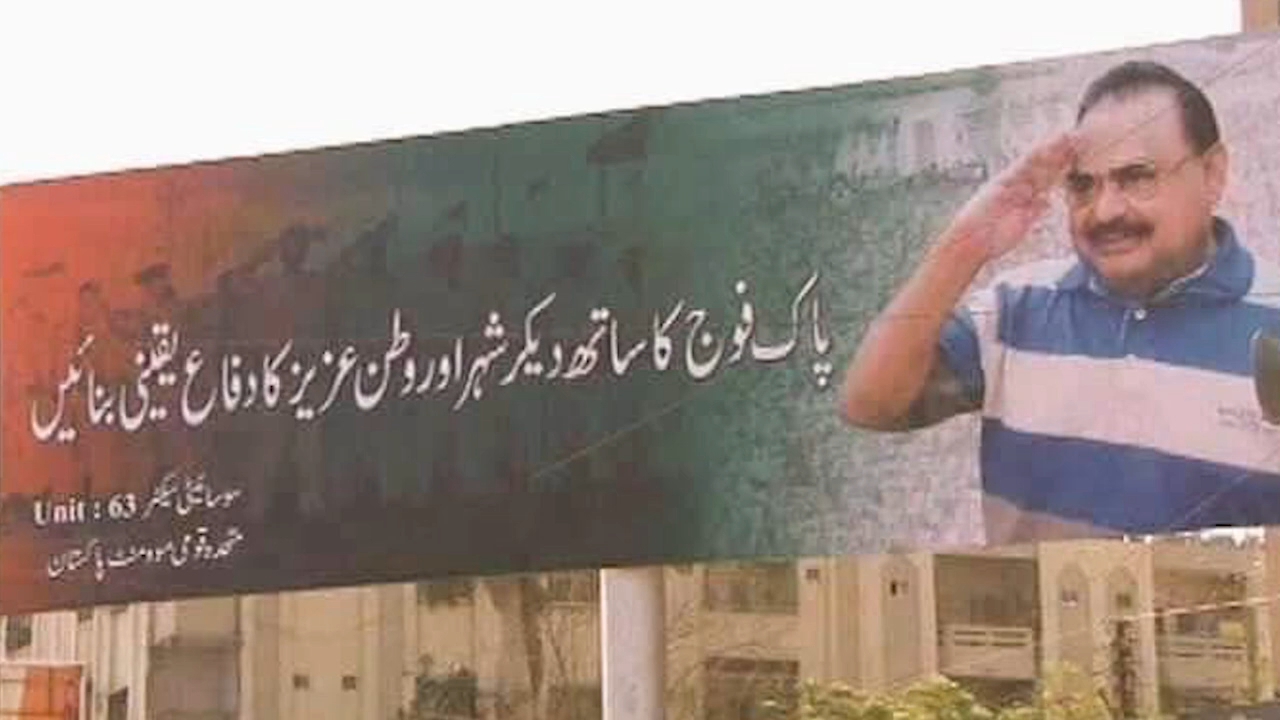 پاک فوج کا ساتھ دیکر شہر اور وطن عزیز کا دفاع یقینی بنائیں
سوسائیٹی سیکٹر Unit : 63
متحدہ قومی موومنٹ پاکستان